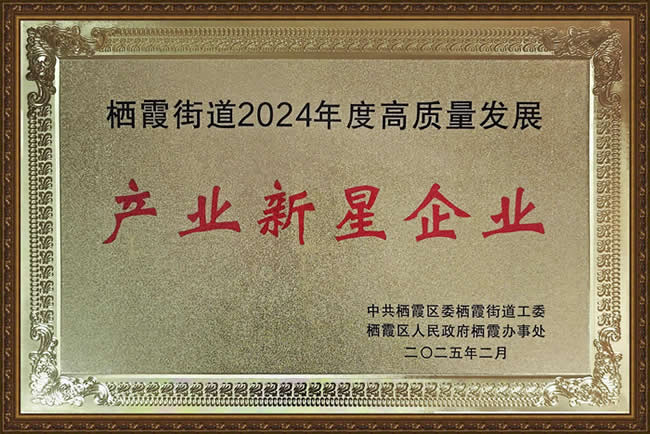 栖霞街道2024年度高质量发展
产业新星企业
中共栖霞区委栖霞街道工委
栖霞区人民政府栖霞办事处
二〇二五年二月